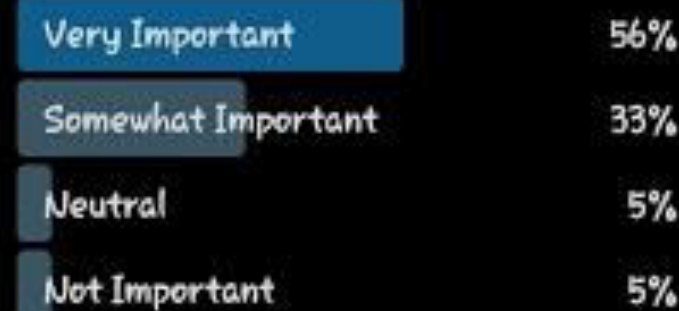 Very Important 56%
Somewhat Important 33%
Neutral 5%
Not Important 5%